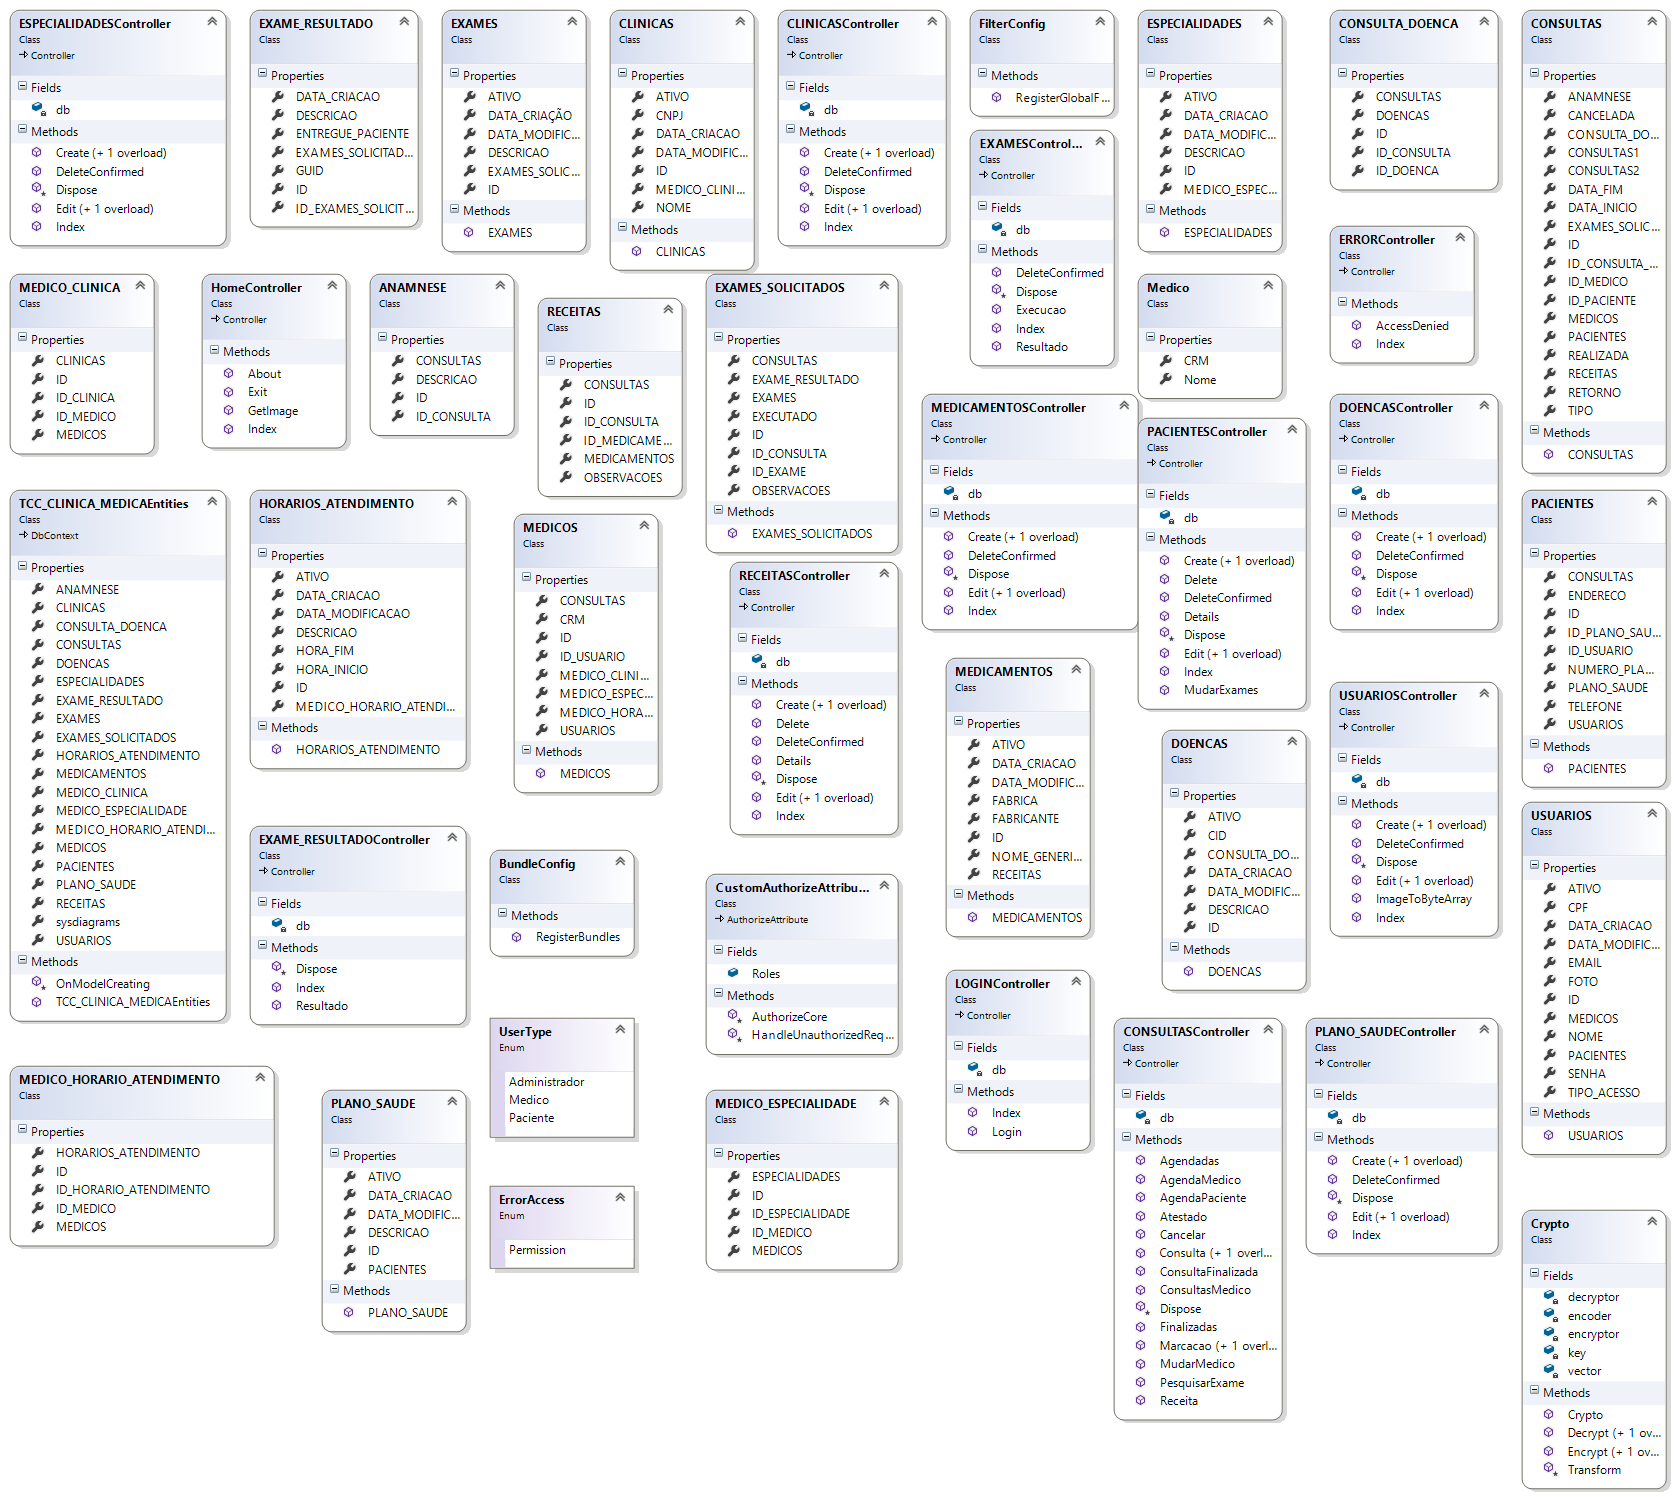 ESPECIALIDADESController
Class
Controller
Fields
db
Methods
Create (+ 1 overload)
DeleteConfirmed
Dispose
Edit (+ 1 overload)
Index
EXAME_RESULTADO
Class
Properties
DATA_CRIACAO
DESCRICAO
ENTREGUE_PACIENTE
EXAMES_SOLICITAD...
GUID
ID
ID_EXAMES_SOLICIT...
EXAMES
Class
Properties
ATIVO
DATA_CRIAÇÃO
DATA_MODIFIC...
DESCRICAO
EXAMES_SOLIC...
ID
Methods
EXAMES
CLINICAS
Class
Properties
ATIVO
CNPJ
DATA_CRIACAO
DATA_MODIFIC...
ID
MEDICO_CLINI...
NOME
Methods
CLINICAS
CLINICASController
Class
Controller
Fields
db
Methods
Create (+ 1 overload)
DeleteConfirmed
Dispose
Edit (+ 1 overload)
Index
FilterConfig
Class
Methods
RegisterGlobalF...
EXAMESControl...
Class
Controller
Fields
db
Methods
DeleteConfirmed
Dispose
Execucao
Index
Resultado
ESPECIALIDADES
Class
Properties
ATIVO
DATA_CRIACAO
DATA_MODIFIC...
DESCRICAO
ID
MEDICO_ESPEC...
Methods
ESPECIALIDADES
CONSULTA_DOENCA
Class
Properties
CONSULTAS
DOENCAS
ID
ID_CONSULTA
ID_DOENCA
CONSULTAS
Class
Properties
ANAMNESE
CANCELADA
CONSULTA_DO...
CONSULTAS1
CONSULTAS2
DATA_FIM
DATA_INICIO
EXAMES_SOLIC...
ID
ID_CONSULTA_...
ID_MEDICO
ID_PACIENTE
MEDICOS
PACIENTES
REALIZADA
RECEITAS
RETORNO
TIPO
Methods
CONSULTAS
ERRORController
Class
Controller
Methods
AccessDenied
Index
MEDICO_CLINICA
Class
Properties
CLINICAS
ID
ID_CLINICA
ID_MEDICO
MEDICOS
HomeController
Class
Controller
Methods
About
Exit
GetImage
Index
ANAMNESE
Class
Properties
CONSULTAS
DESCRICAO
ID
ID_CONSULTA
RECEITAS
Class
Properties
CONSULTAS
ID
ID_CONSULTA
ID_MEDICAME...
MEDICAMENTOS
OBSERVACOES
EXAMES_SOLICITADOS
Class
Properties
CONSULTAS
EXAME_RESULTADO
EXAMES
EXECUTADO
ID
ID_CONSULTA
ID_EXAME
OBSERVACOES
Methods
EXAMES_SOLICITADOS
Medico
Class
Properties
CRM
Nome
MEDICAMENTOSController
Class
Controller
Fields
db
Methods
Create (+ 1 overload)
DeleteConfirmed
Dispose
Edit (+ 1 overload)
Index
PACIENTESController
Class
Controller
Fields
db
Methods
Create (+ 1 overload)
Delete
DeleteConfirmed
Details
Dispose
Edit (+ 1 overload)
Index
MudarExames
DOENCASController
Class
Controller
Fields
db
Methods
Create (+ 1 overload)
DeleteConfirmed
Dispose
Edit (+ 1 overload)
Index
TCC_CLINICA_MEDICAEntities
Class
DbContext
Properties
ANAMNESE
CLINICAS
CONSULTA_DOENCA
CONSULTAS
DOENCAS
ESPECIALIDADES
EXAME_RESULTADO
EXAMES
EXAMES_SOLICITADOS
HORARIOS_ATENDIMENTO
MEDICAMENTOS
MEDICO_CLINICA
MEDICO_ESPECIALIDADE
MEDICO_HORARIO_ATENDI...
MEDICOS
PACIENTES
PLANO_SAUDE
RECEITAS
sysdiagrams
USUARIOS
Methods
OnModelCreating
TCC_CLINICA_MEDICAEntities
HORARIOS_ATENDIMENTO
Class
Properties
ATIVO
DATA_CRIACAO
DATA_MODIFICACAO
DESCRICAO
HORA_FIM
HORA_INICIO
ID
MEDICO_HORARIO_ATENDI...
Methods
HORARIOS_ATENDIMENTO
MEDICOS
Class
Properties
CONSULTAS
CRM
ID
ID_USUARIO
MEDICO_CLINI...
MEDICO_ESPEC...
MEDICO_HORA...
USUARIOS
Methods
MEDICOS
RECEITASController
Class
Controller
Fields
db
Methods
Create (+ 1 overload)
Delete
DeleteConfirmed
Details
Dispose
Edit (+ 1 overload)
Index
PACIENTES
Class
Properties
CONSULTAS
ENDERECO
ID
ID_PLANO_SAU...
ID_USUARIO
NUMERO_PLA...
PLANO_SAUDE
TELEFONE
USUARIOS
Methods
PACIENTES
MEDICAMENTOS
Class
Properties
ATIVO
DATA_CRIACAO
DATA_MODIFIC...
FABRICA
FABRICANTE
ID
NOME_GENERI...
RECEITAS
Methods
MEDICAMENTOS
DOENCAS
Class
Properties
ATIVO
CID
CONSULTA_DO...
DATA_CRIACAO
DATA_MODIFIC...
DESCRICAO
ID
Methods
DOENCAS
USUARIOSController
Class
Controller
Fields
db
Methods
Create (+ 1 overload)
DeleteConfirmed
Dispose
Edit (+ 1 overload)
ImageToByteArray
Index
USUARIOS
Class
Properties
ATIVO
CPF
DATA_CRIACAO
DATA_MODIFIC...
EMAIL
FOTO
ID
MEDICOS
NOME
PACIENTES
SENHA
TIPO_ACESSO
Methods
USUARIOS
EXAME_RESULTADOController
Class
Controller
Fields
db
Methods
Dispose
Index
Resultado
BundleConfig
Class
Methods
RegisterBundles
CustomAuthorizeAttribu...
Class
AuthorizeAttribute
Fields
Roles
Methods
AuthorizeCore
HandleUnauthorizedReq...
LOGINController
Class
Controller
Fields
db
Methods
Index
Login
UserType
Enum
Administrador
Medico
Paciente
ErrorAccess
Enum
Permission
MEDICO_HORARIO_ATENDIMENTO
Class
Properties
HORARIOS_ATENDIMENTO
ID
ID_HORARIO_ATENDIMENTO
ID_MEDICO
MEDICOS
PLANO_SAUDE
Class
Properties
ATIVO
DATA_CRIACAO
DATA_MODIFIC...
DESCRICAO
ID
PACIENTES
Methods
PLANO_SAUDE
MEDICO_ESPECIALIDADE
Class
Properties
ESPECIALIDADES
ID
ID_ESPECIALIDADE
ID_MEDICO
MEDICOS
CONSULTASController
Class
Controller
Fields
db
Methods
Agendadas
AgendaMedico
AgendaPaciente
Atestado
Cancelar
Consulta (+ 1 overl...
ConsultaFinalizada
ConsultasMedico
Dispose
Finalizadas
Marcacao (+ 1 overl...
MudarMedico
PesquisarExame
Receita
PLANO_SAUDEController
Class
Controller
Fields
db
Methods
Create (+ 1 overload)
DeleteConfirmed
Dispose
Edit (+ 1 overload)
Index
Crypto
Class
Fields
decryptor
encoder
encryptor
key
vector
Methods
Crypto
Decrypt (+ 1 ov...
Encrypt (+ 1 ov...
Transform